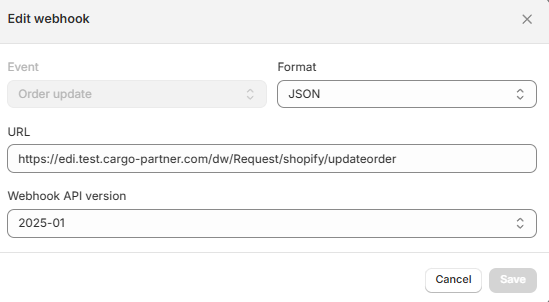 Edit webhook
Event
Format
Order update
JSON
URL
https://edi.test.cargo-partner.com/dw/Request/shopify/updateorder
Webhook API version
2025-01
Cancel
Save